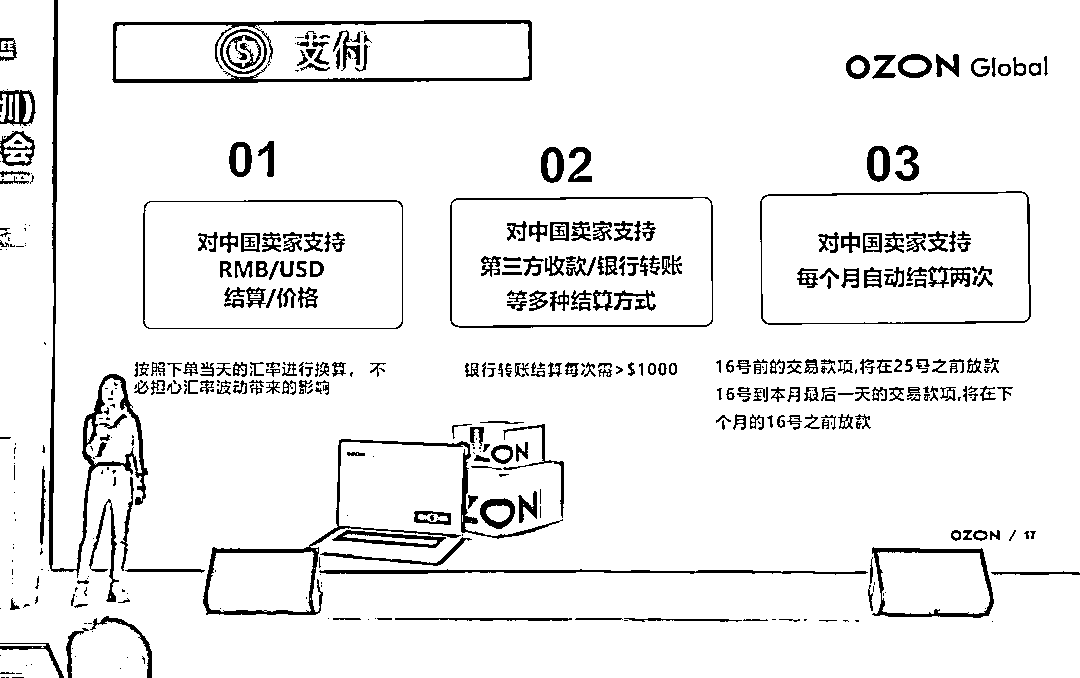 支付
OZON Global
01
对中国卖家支持
RMB/USD
结算/价格
按照下单当天的汇率进行换算， 不
必担心汇率波动带来的影响
02
对中国卖家支持
第三方收款/银行转账
等多种结算方式
银行转账结算每次需>$1000
03
对中国卖家支持
每个月自动结算两次
16号前的交易款项,将在25号之前放款
16号到本月最后一天的交易款项,将在下
个月的16号之前放款
训)
会
OZON
OZON
OZON / 17